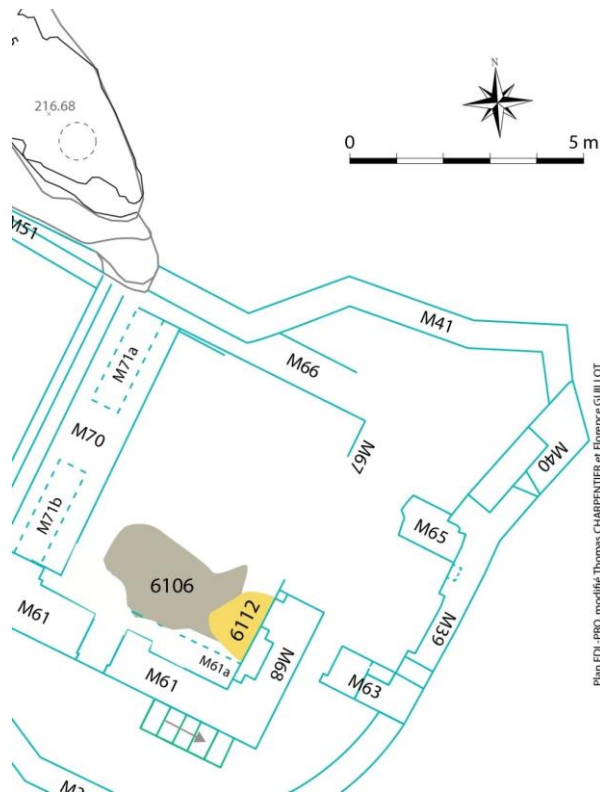 N
216.68
0
5 m
M51
M41
M66
M71a
M67
M70
M40
M65
M71b
6106
6112
M61
M61a
M68
M39
M61
M63
Plan EDL-PRO, modifié Thomas CHARPENTIER et Florence GUILLOT